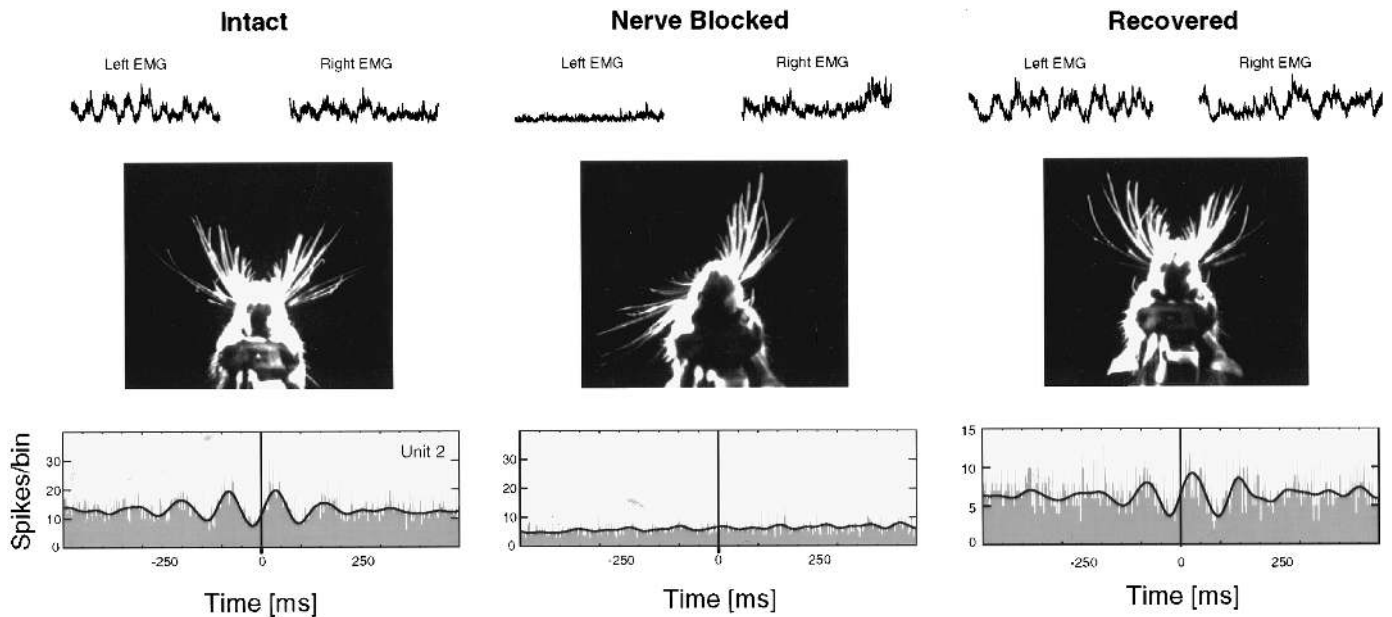 Intact
Nerve Blocked
Recovered
Left EMG
Right EMG
Left EMG
Right EMG
Left EMG
Right EMG
Spikes/bin
30
20
10
0
Unit 2
-250
0
250
Time [ms]
30
20
10
0
-250
0
250
Time [ms]
15
10
5
0
-250
0
250
Time [ms]